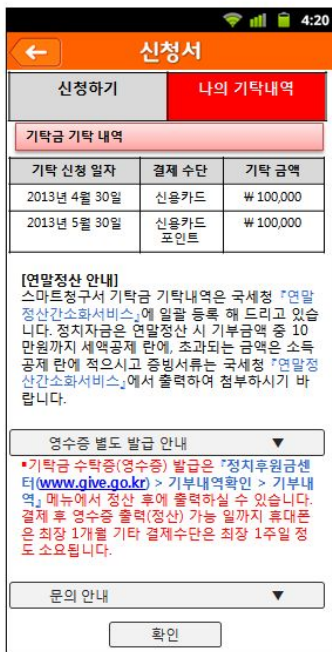 4:20
신청서
신청하기
나의 기탁내역
기탁금 기탁 내역
기탁 신청 일자 결제 수단 기탁 금액
2013년 4월 30일 신용카드 ₩ 100,000
2013년 5월 30일 신용카드 ₩ 100,000
포인트
[연말정산 안내]
스마트청구서 기탁금 기탁내역은 국세청 『연말
정산간소화서비스』에 일괄 등록 해 드리고 있습
니다. 정치자금은 연말정산 시 기부금액 중 10
만원까지 세액공제 란에, 초과되는 금액은 소득
공제 란에 적으시고 증빙서류는 국세청 『연말정
산간소화서비스』에서 출력하여 첨부하시기 바
랍니다.
영수증 별도 발급 안내 ▼
▪기탁금 수탁증(영수증) 발급은 『정치후원금센
터(www.give.go.kr) > 기부내역확인 > 기부내
역』 메뉴에서 정산 후에 출력하실 수 있습니다.
결제 후 영수증 출력(정산) 가능 일까지 휴대폰
은 최장 1개월 기타 결제수단은 최장 1주일 정
도 소요됩니다.
문의 안내 ▼
확인